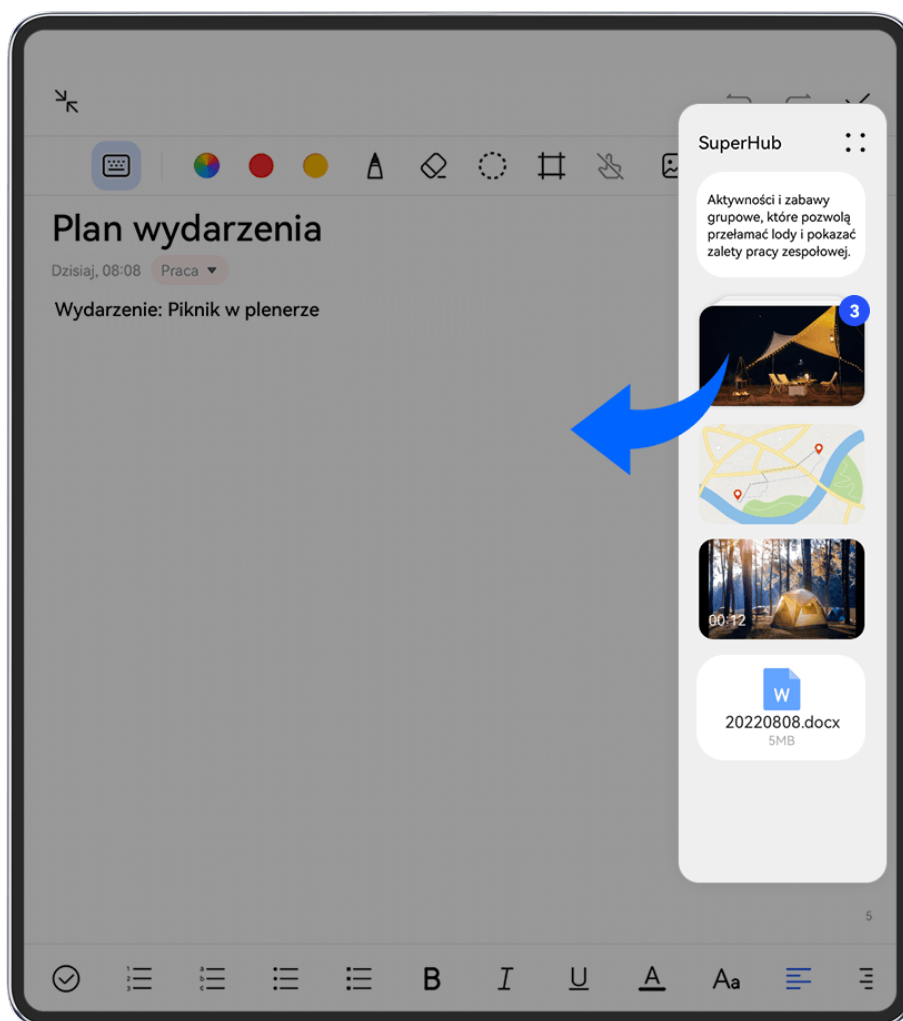 SuperHub
Aktywności i zabawy
grupowe, które pozwolą
przełamać lody i pokazać
zalety pracy zespołowej.
Plan wydarzenia
Dzisiaj, 08:08 Praca
Wydarzenie: Piknik w plenerze
3
00:12
W
20220808.docx
5MB
5
B I U A Aa